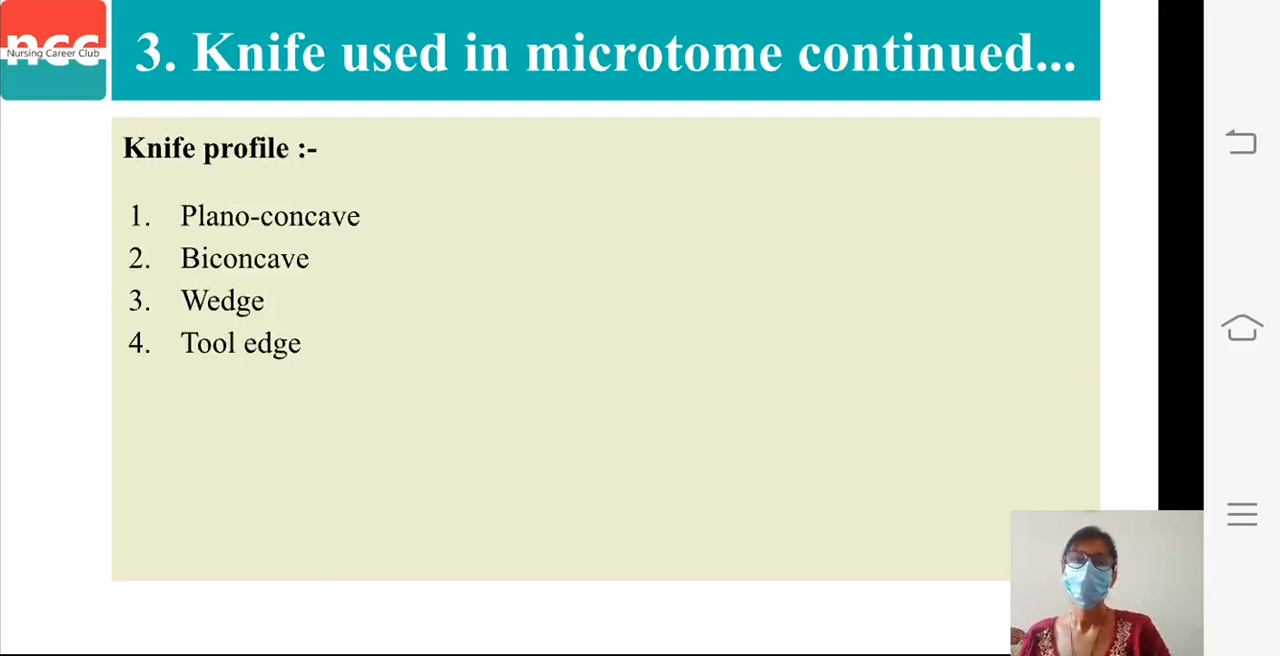 ncc
Nursing Career Club
3. Knife used in microtome continued...
Knife profile :-
1. Plano-concave
2. Biconcave
3. Wedge
4. Tool edge